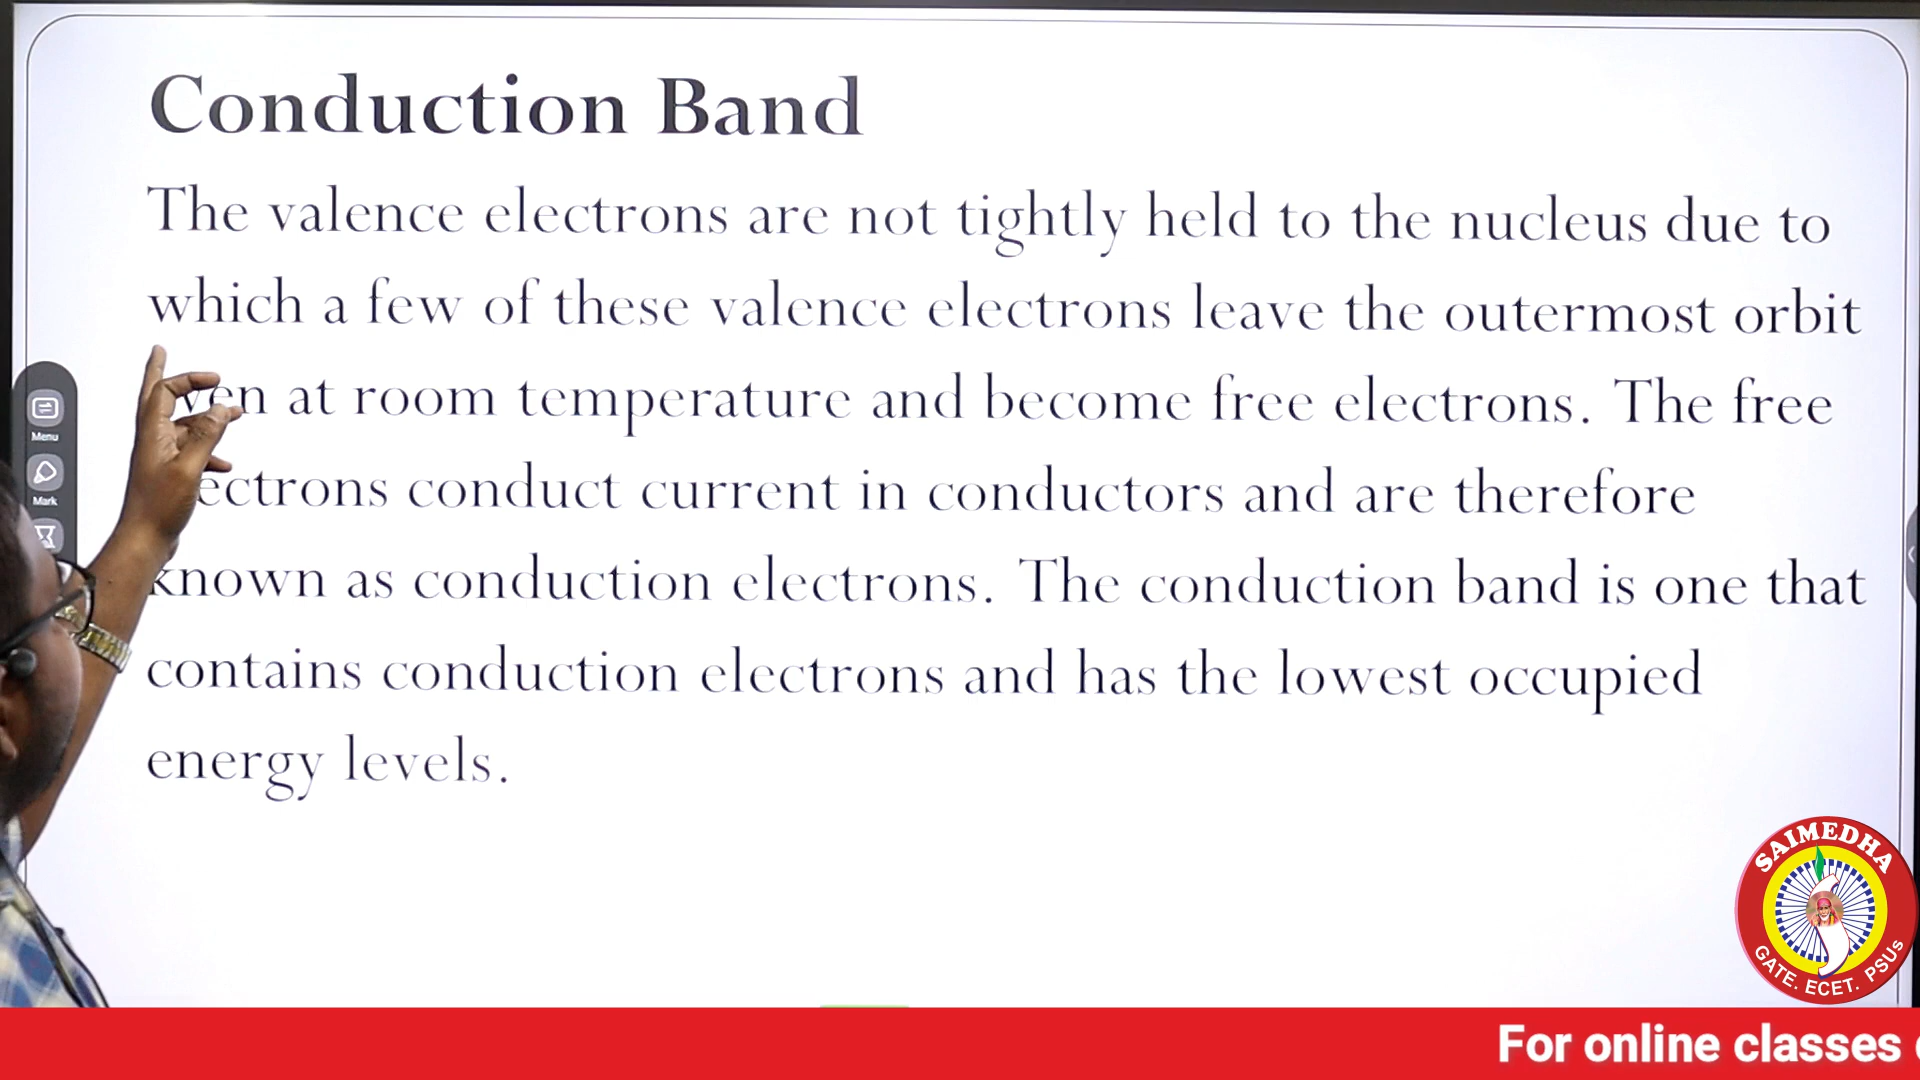 Conduction Band
The valence electrons are not tightly held to the nucleus due to
which a few of these valence electrons leave the outermost orbit
ven at room temperature and become free electrons. The free
ectrons conduct current in conductors and are therefore
known as conduction electrons. The conduction band is one that
contains conduction electrons and has the lowest occupied
energy levels.
Menu
Mark
SAIMEDHA
GATE. ECET. PSUs
For online classes